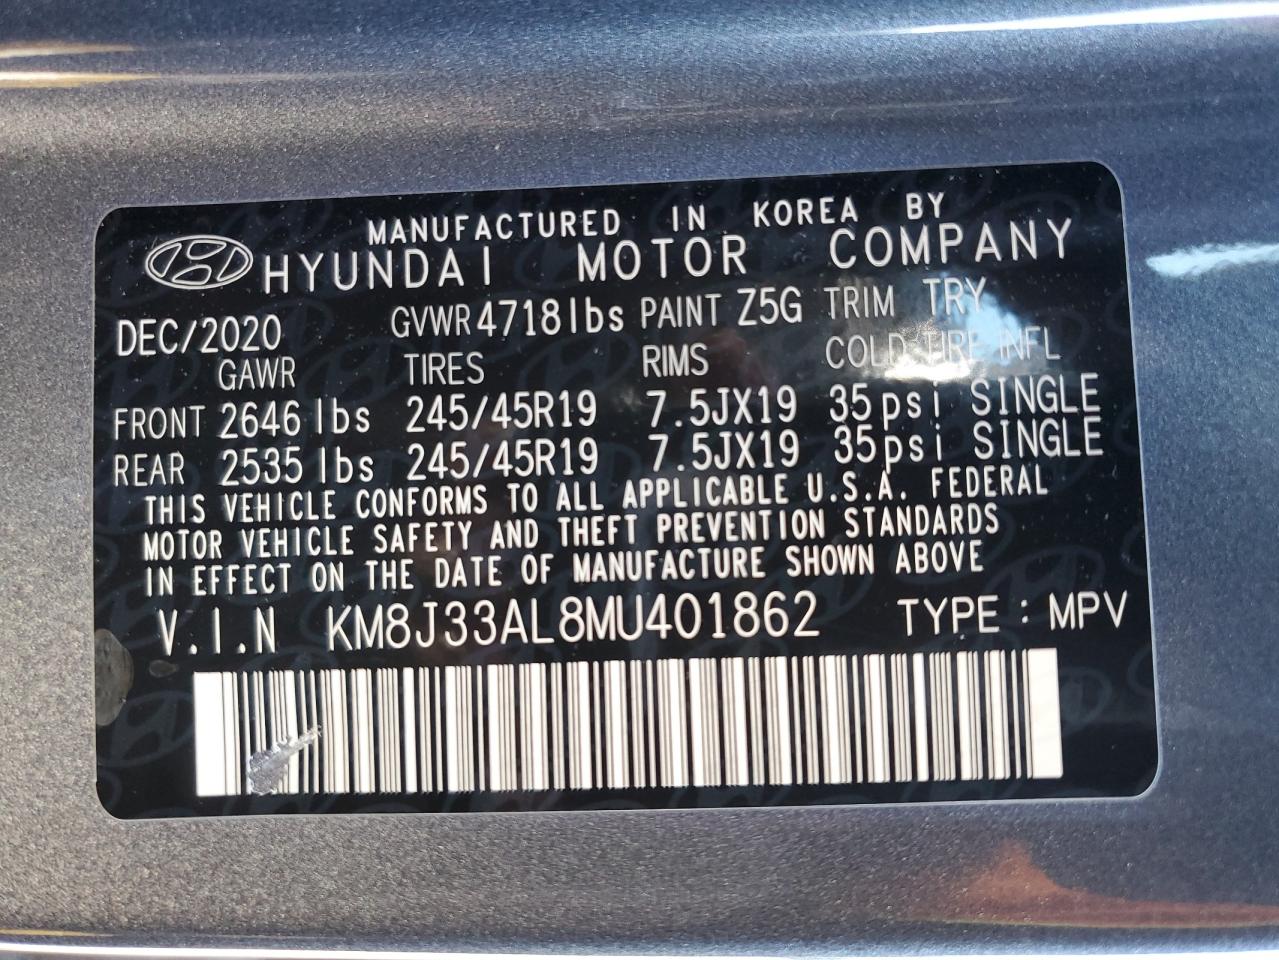 MANUFACTURED IN KOREA BY
HYUNDAI MOTOR COMPANY
DEC/2020 GVWR 4718lbs PAINT Z5G TRIM TRY
GAWR TIRES RIMS COLD TIRE INFL
FRONT 2646 lbs 245/45R19 7.5JX19 35psi SINGLE
REAR 2535 lbs 245/45R19 7.5JX19 35psi SINGLE
THIS VEHICLE CONFORMS TO ALL APPLICABLE U.S.A. FEDERAL
MOTOR VEHICLE SAFETY AND THEFT PREVENTION STANDARDS
IN EFFECT ON THE DATE OF MANUFACTURE SHOWN ABOVE
V.I.N KM8J33AL8MU401862 TYPE : MPV